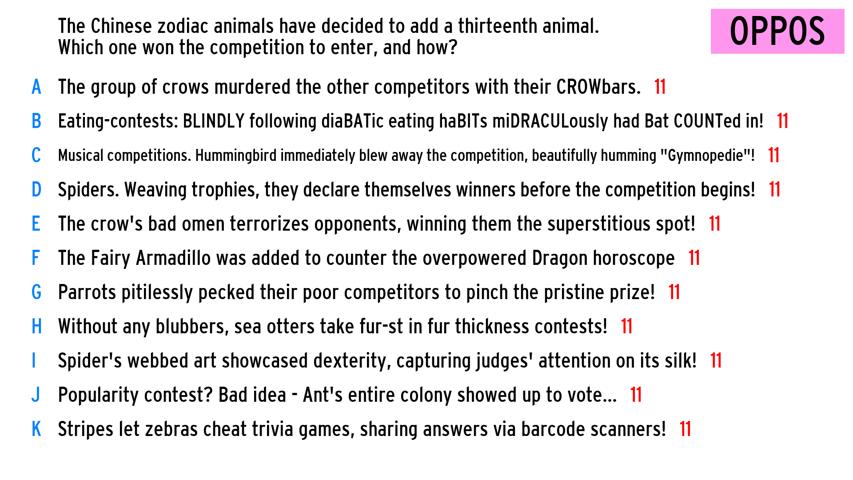 The Chinese zodiac animals have decided to add a thirteenth animal.
Which one won the competition to enter, and how?
OPPOS
A The group of crows murdered the other competitors with their CROWbars. 11
B Eating-contests: BLINDLY following diaBATic eating haBITs miDRACULously had Bat COUNTed in! 11
C Musical competitions. Hummingbird immediately blew away the competition, beautifully humming "Gymnopedie"! 11
D Spiders. Weaving trophies, they declare themselves winners before the competition begins! 11
E The crow's bad omen terrorizes opponents, winning them the superstitious spot! 11
F The Fairy Armadillo was added to counter the overpowered Dragon horoscope 11
G Parrots pitilessly pecked their poor competitors to pinch the pristine prize! 11
H Without any blubbers, sea otters take fur-st in fur thickness contests! 11
I Spider's webbed art showcased dexterity, capturing judges' attention on its silk! 11
J Popularity contest? Bad idea - Ant's entire colony showed up to vote... 11
K Stripes let zebras cheat trivia games, sharing answers via barcode scanners! 11